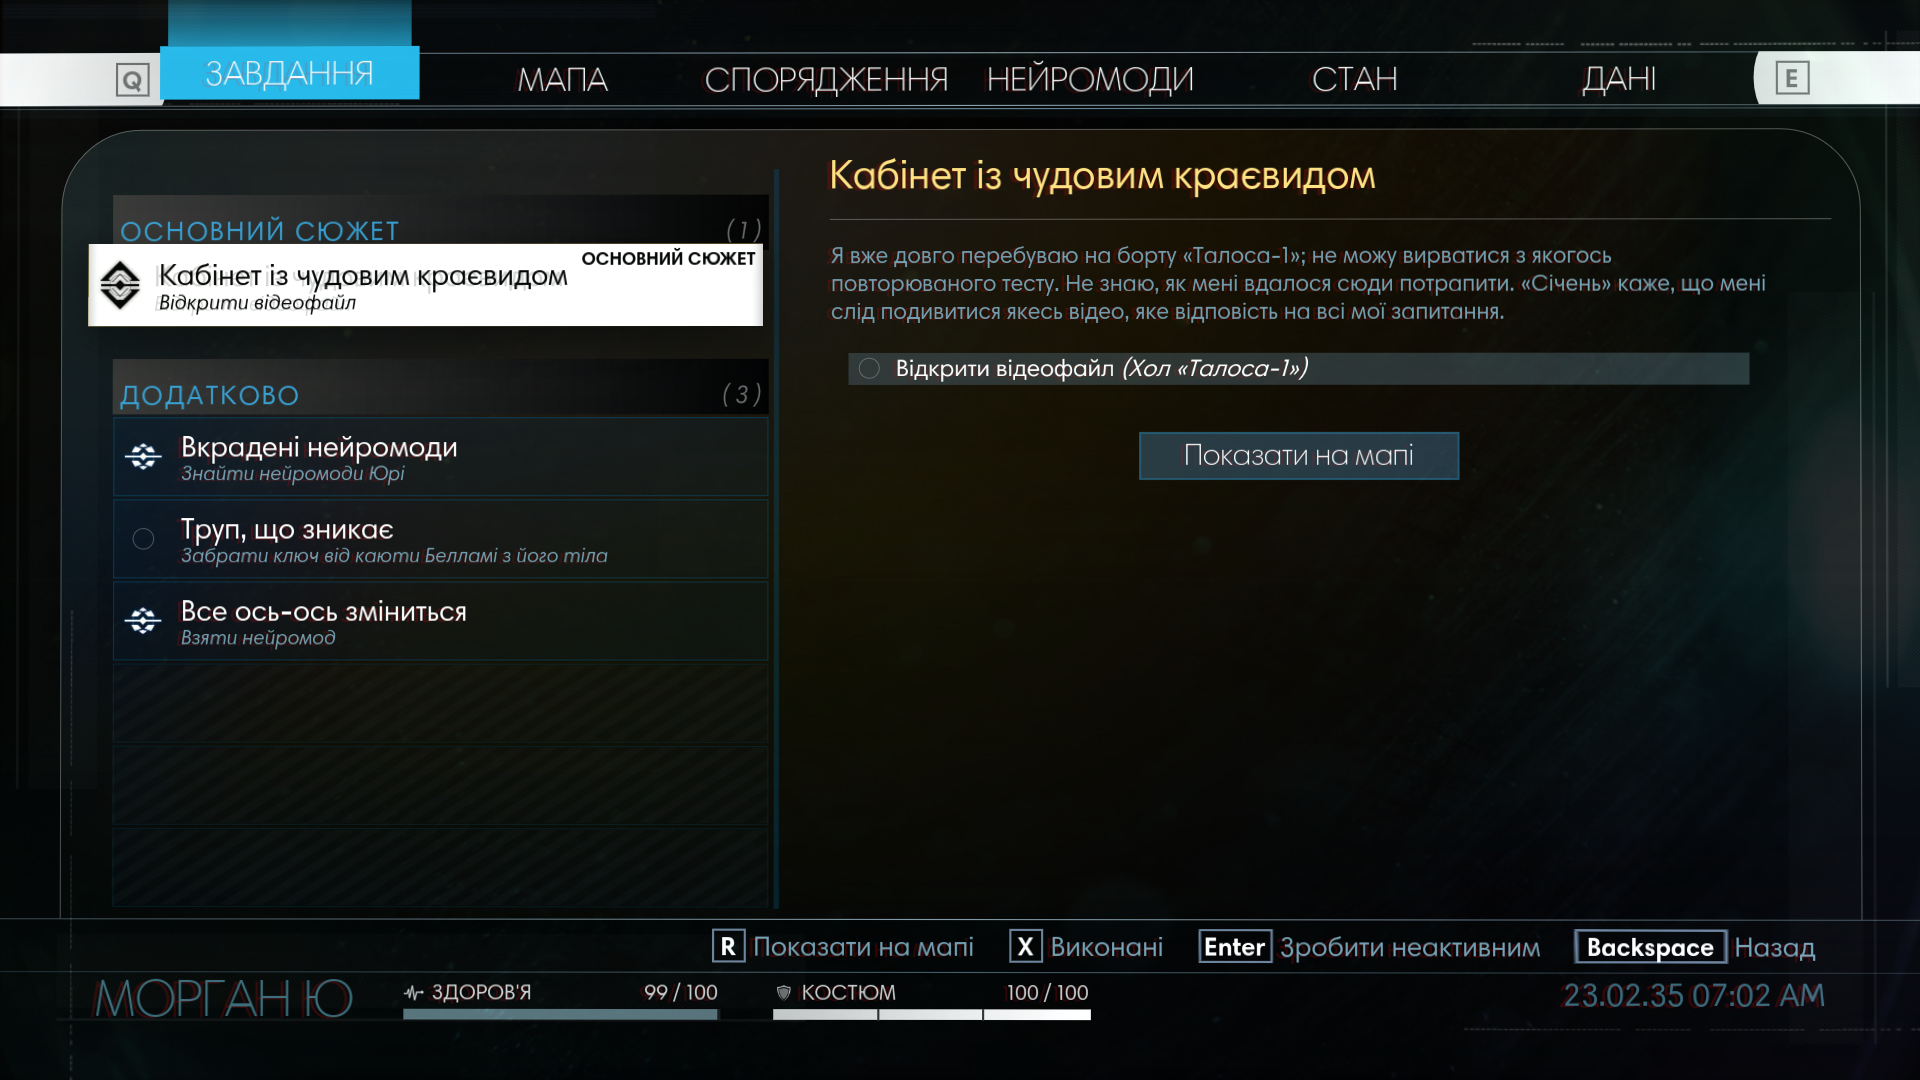 Q
ЗАВДАННЯ
МАПА
СПОРЯДЖЕННЯ
НЕЙРОМОДИ
СТАН
ДАНІ
E
ОСНОВНИЙ СЮЖЕТ (1)
ОСНОВНИЙ СЮЖЕТ
Кабінет із чудовим краєвидом
Відкрити відеофайл
ДОДАТКОВО (3)
Вкрадені нейромоди
Знайти нейромоди Юрі
Труп, що зникає
Забрати ключ від каюти Белламі з його тіла
Все ось-ось зміниться
Взяти нейромод
Кабінет із чудовим краєвидом
Я вже довго перебуваю на борту «Талоса-1»; не можу вирватися з якогось
повторюваного тесту. Не знаю, як мені вдалося сюди потрапити. «Січень» каже, що мені
слід подивитися якесь відео, яке відповість на всі мої запитання.
Відкрити відеофайл (Хол «Талоса-1»)
Показати на мапі
R Показати на мапі
X Виконані
Enter Зробити неактивним
Backspace Назад
МОРГАН Ю
ЗДОРОВ'Я 99 / 100
КОСТЮМ 100 / 100
23.02.35 07:02 AM